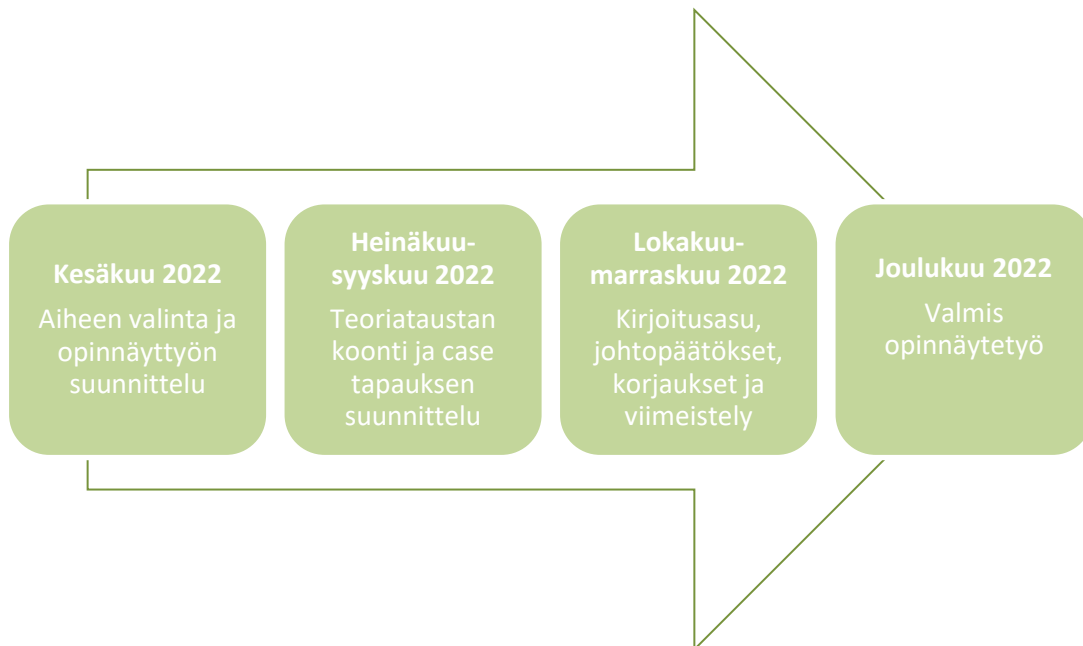 Kesäkuu 2022
Aiheen valinta ja
opinnäyttyön
suunnittelu
Heinäkuu-
syyskuu 2022
Teoriataustan
koonti ja case
tapauksen
suunnittelu
Lokakuu-
marraskuu 2022
Kirjoitusasu,
johtopäätökset,
korjaukset ja
viimeistely
Joulukuu 2022
Valmis
opinnäytetyö